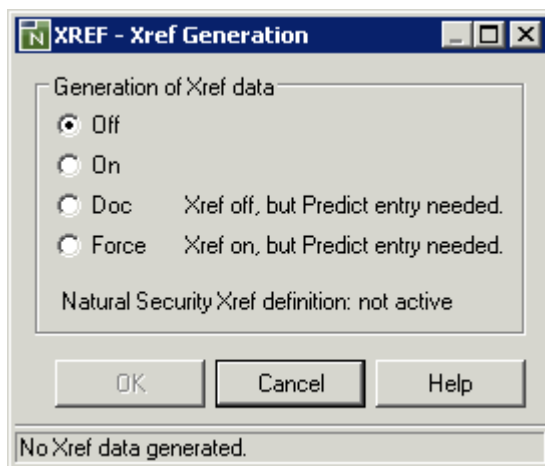 N XREF - Xref Generation
Generation of Xref data
Off
On
Doc Xref off, but Predict entry needed.
Force Xref on, but Predict entry needed.
Natural Security Xref definition: not active
OK Cancel Help
No Xref data generated.